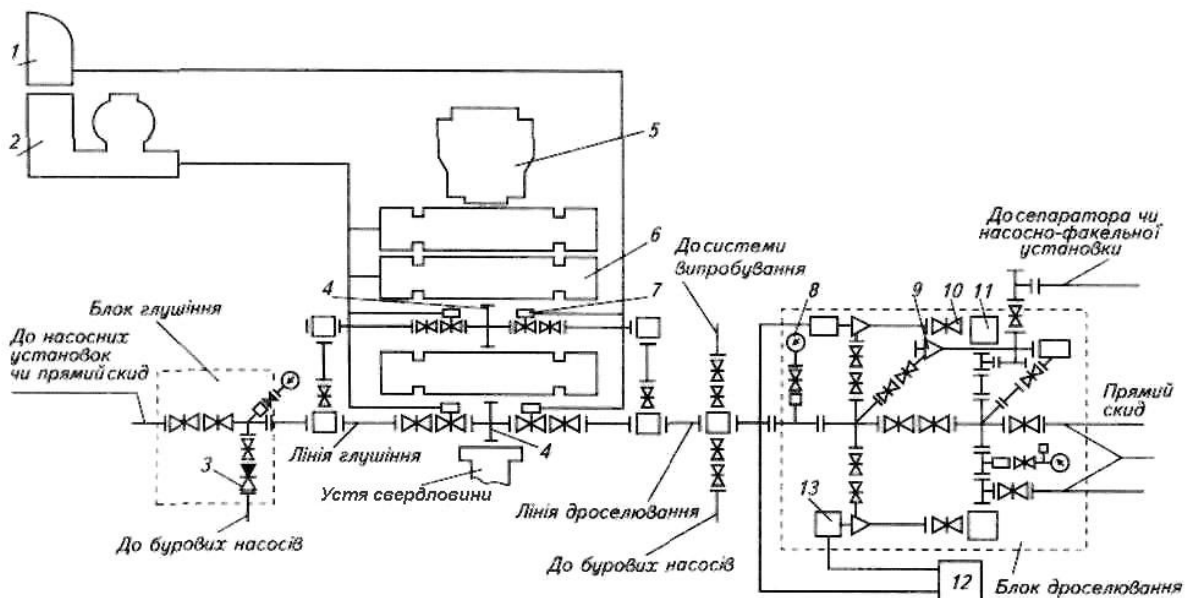 1
2
5
До сепаратора чи
насосно-факельної
установки
6
До системи
випробування
4
7
8
9
10
11
Блок глушіння
До насосних
установок
чи прямий скид
Прямий
скид
Лінія глушіння
4
3
Устя свердловини
Лінія дроселювання
13
До бурових насосів
До бурових насосів
12
Блок дроселювання